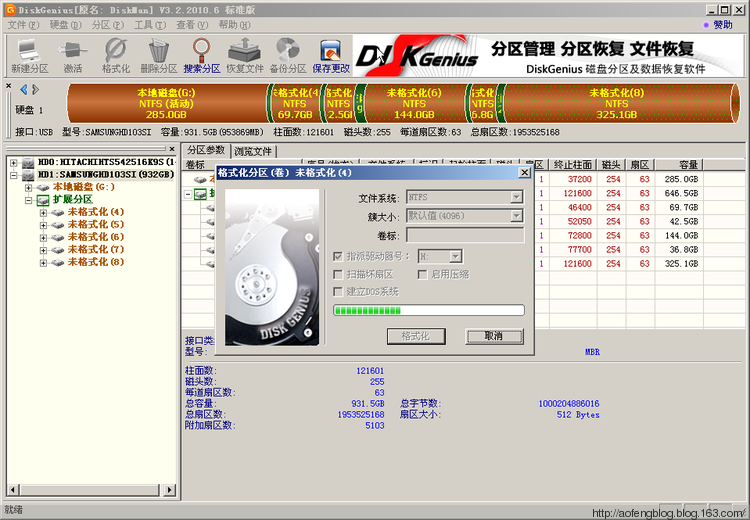 DiskGenius[原名: DiskMan] V3.2.2010.6 标准版
文件(F) 硬盘(D) 分区(P) 工具(T) 查看(V) 帮助(H) 赞助
新建分区 激活 格式化 删除分区 搜索分区 恢复文件 备份分区 保存更改
DISK Genius 分区管理 分区恢复 文件恢复
DiskGenius 磁盘分区及数据恢复软件
硬盘 1
本地磁盘(G:)
NTFS (活动)
285.0GB
未格式化(4
NTFS
69.7GB
格式化
NTFS
2.5G
未格式化(6)
NTFS
144.0GB
式化
NTFS
6.8G
未格式化(8)
NTFS
325.1GB
接口:USB 型号:SAMSUNGHD103SI 容量:931.5GB(953869MB) 柱面数:121601 磁头数:255 每道扇区数:63 总扇区数:1953525168
HD0:HITACHIHTS542516K9S(1
HD1:SAMSUNGHD103SI(932GB)
本地磁盘(G:)
扩展分区
未格式化(4)
未格式化(5)
未格式化(6)
未格式化(7)
未格式化(8)
分区参数 浏览文件
卷标 扇区 终止柱面 磁头 扇区 容量
1 37200 254 63 285.0GB
1 121600 254 63 646.5GB
1 46400 254 63 69.7GB
1 52050 254 63 42.5GB
1 72800 254 63 144.0GB
1 77700 254 63 36.8GB
1 121600 254 63 325.1GB
格式化分区(卷) 未格式化(4)
文件系统: NTFS
簇大小: 默认值(4096)
卷标:
指派驱动器号: H:
扫描坏扇区 启用压缩
建立DOS系统
格式化 取消
DISK GENIUS
接口类
型号: MBR
柱面数: 121601
磁头数: 255
每道扇区数: 63
总容量: 931.5GB 总字节数: 1000204886016
总扇区数: 1953525168 扇区大小: 512 Bytes
附加扇区数: 5103
就绪
http://aofengblog.blog.163.com/